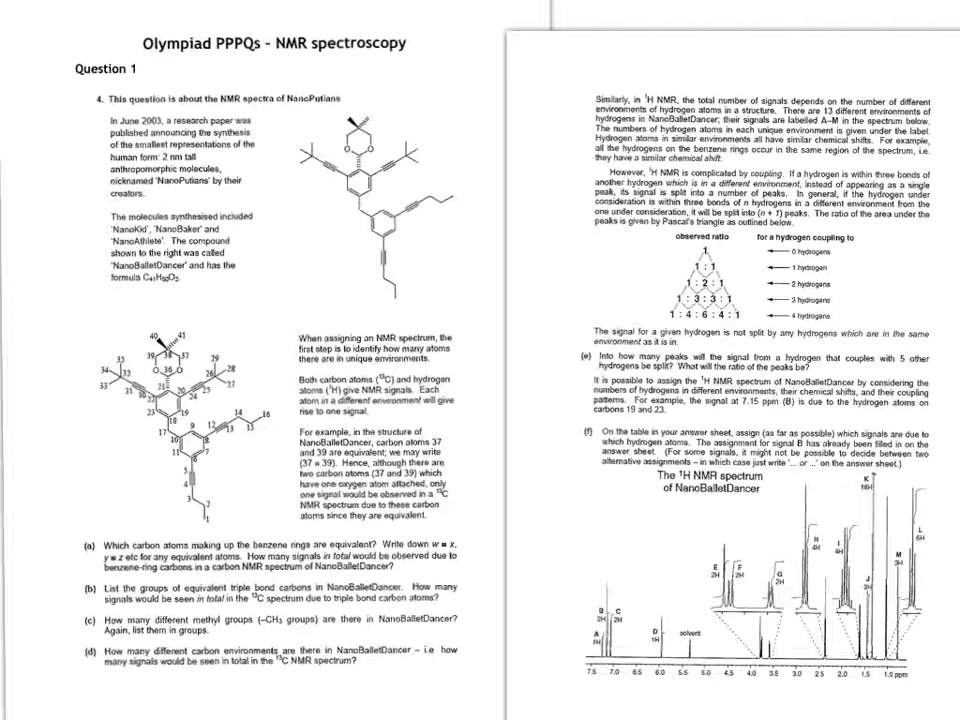 Olympiad PPPQs - NMR spectroscopy
Question 1
4. This question is about the NMR spectra of NanoPutians
In June 2003, a research paper was
published announcing the synthesis
of the smallest representations of the
human form: 2 nm tall
anthropomorphic molecules,
nicknamed 'NanoPutians' by their
creators.
The molecules synthesised included
'NanoKid', 'NanoBaker' and
'NanoAthlete'. The compound
shown to the right was called
'NanoBalletDancer' and has the
formula C₄₁H₅₀O₂.
When assigning an NMR spectrum, the
first step is to identify how many atoms
there are in unique environments.
Both carbon atoms (¹³C) and hydrogen
atoms (¹H) give NMR signals. Each
atom in a different environment will give
rise to one signal.
For example, in the structure of
NanoBalletDancer, carbon atoms 37
and 39 are equivalent; we may write
(37 ≡ 39). Hence, although there are
two carbon atoms (37 and 39) which
have one oxygen atom attached, only
one signal would be observed in a ¹³C
NMR spectrum due to these carbon
atoms since they are equivalent.
(a) Which carbon atoms making up the benzene rings are equivalent? Write down w ≡ x,
y ≡ z etc for any equivalent atoms. How many signals in total would be observed due to
benzene-ring carbons in a carbon NMR spectrum of NanoBalletDancer?
(b) List the groups of equivalent triple bond carbons in NanoBalletDancer. How many
signals would be seen in total in the ¹³C spectrum due to triple bond carbon atoms?
(c) How many different methyl groups (–CH₃ groups) are there in NanoBalletDancer?
Again, list them in groups.
(d) How many different carbon environments are there in NanoBalletDancer – i.e how
many signals would be seen in total in the ¹³C NMR spectrum?
Similarly, in ¹H NMR, the total number of signals depends on the number of different
environments of hydrogen atoms in a structure. There are 13 different environments of
hydrogens in NanoBalletDancer; their signals are labelled A–M in the spectrum below.
The numbers of hydrogen atoms in each unique environment is given under the label.
Hydrogen atoms in similar environments all have similar chemical shifts. For example,
all the hydrogens on the benzene rings occur in the same region of the spectrum, i.e.
they have a similar chemical shift.
However, ¹H NMR is complicated by coupling. If a hydrogen is within three bonds of
another hydrogen which is in a different environment, instead of appearing as a single
peak, its signal is split into a number of peaks. In general, if the hydrogen under
consideration is within three bonds of n hydrogens in a different environment from the
one under consideration, it will be split into (n + 1) peaks. The ratio of the area under the
peaks is given by Pascal's triangle as outlined below.
observed ratio for a hydrogen coupling to
1 0 hydrogens
1 : 1 1 hydrogen
1 : 2 : 1 2 hydrogens
1 : 3 : 3 : 1 3 hydrogens
1 : 4 : 6 : 4 : 1 4 hydrogens
The signal for a given hydrogen is not split by any hydrogens which are in the same
environment as it is in.
(e) Into how many peaks will the signal from a hydrogen that couples with 5 other
hydrogens be split? What will the ratio of the peaks be?
It is possible to assign the ¹H NMR spectrum of NanoBalletDancer by considering the
numbers of hydrogens in different environments, their chemical shifts, and their coupling
patterns. For example, the signal at 7.15 ppm (B) is due to the hydrogen atoms on
carbons 19 and 23.
(f) On the table in your answer sheet, assign (as far as possible) which signals are due to
which hydrogen atoms. The assignment for signal B has already been filled in on the
answer sheet. (For some signals, it might not be possible to decide between two
alternative assignments – in which case just write '... or ...' on the answer sheet.)
The ¹H NMR spectrum
of NanoBalletDancer
A 1H
B 2H
C 2H
D 1H
solvent
E 2H
F 2H
G 2H
H 4H
I 4H
J 3H
K 18H
L 6H
M 3H
7.5 7.0 6.5 6.0 5.5 5.0 4.5 4.0 3.5 3.0 2.5 2.0 1.5 1.0 ppm